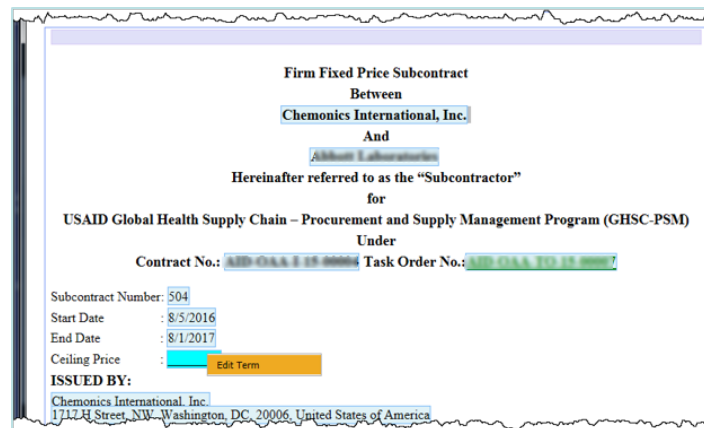 Firm Fixed Price Subcontract
Between
Chemonics International, Inc.
And
Hereinafter referred to as the “Subcontractor”
for
USAID Global Health Supply Chain – Procurement and Supply Management Program (GHSC-PSM)
Under
Contract No.: Task Order No.:
Subcontract Number: 504
Start Date : 8/5/2016
End Date : 8/1/2017
Ceiling Price :
Edit Term
ISSUED BY:
Chemonics International, Inc.
1717 H Street, NW, Washington, DC, 20006, United States of America